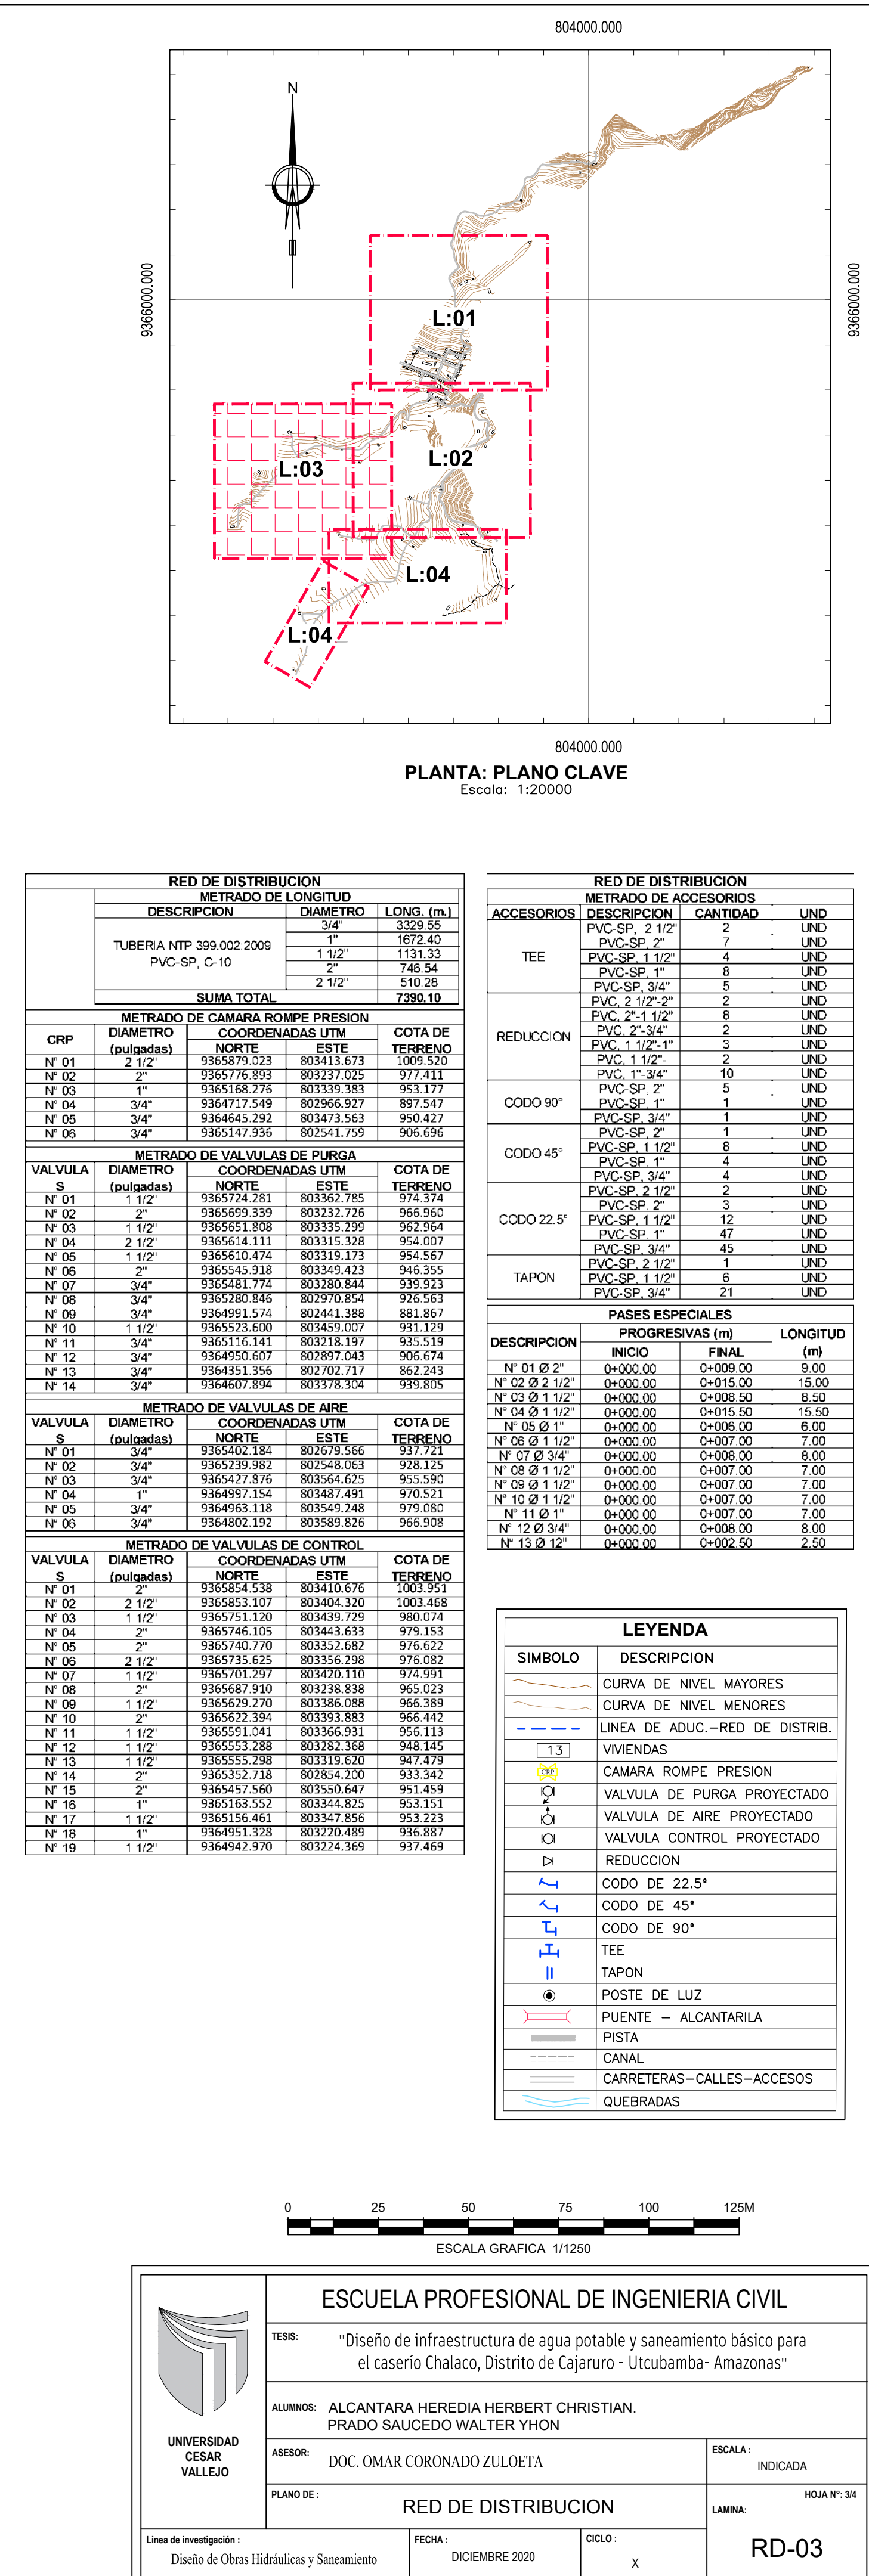 804000.000
N
9366000.000
9366000.000
L:01
L:02
L:03
L:04
L:04
804000.000
PLANTA: PLANO CLAVE
Escala: 1:20000
RED DE DISTRIBUCION
METRADO DE LONGITUD
DESCRIPCION DIAMETRO LONG. (m.)
TUBERIA NTP 399.002:2009
PVC-SP, C-10
3/4" 3329.55
1" 1672.40
1 1/2" 1131.33
2" 746.54
2 1/2" 510.28
SUMA TOTAL 7390.10
METRADO DE CAMARA ROMPE PRESION
CRP DIAMETRO (pulgadas) COORDENADAS UTM COTA DE TERRENO
NORTE ESTE
N° 01 2 1/2" 9365879.023 803413.673 1009.520
N° 02 2" 9365776.893 803237.025 977.411
N° 03 1" 9365168.276 803339.383 953.177
N° 04 3/4" 9364717.549 802966.927 897.547
N° 05 3/4" 9364645.292 803473.563 950.427
N° 06 3/4" 9365147.936 802541.759 906.696
METRADO DE VALVULAS DE PURGA
VALVULA S DIAMETRO (pulgadas) COORDENADAS UTM COTA DE TERRENO
NORTE ESTE
N° 01 1 1/2" 9365724.281 803362.785 974.374
N° 02 2" 9365699.339 803232.726 966.960
N° 03 1 1/2" 9365651.808 803335.299 962.964
N° 04 2 1/2" 9365614.111 803315.328 954.007
N° 05 1 1/2" 9365610.474 803319.173 954.567
N° 06 2" 9365545.918 803349.423 946.355
N° 07 3/4" 9365481.774 803280.844 939.923
N° 08 3/4" 9365280.846 802970.854 926.563
N° 09 3/4" 9364991.574 802441.388 881.867
N° 10 1 1/2" 9365523.600 803459.007 931.129
N° 11 3/4" 9365116.141 803218.197 935.519
N° 12 3/4" 9364950.607 802897.043 906.674
N° 13 3/4" 9364351.356 802702.717 862.243
N° 14 3/4" 9364607.894 803378.304 939.805
METRADO DE VALVULAS DE AIRE
VALVULA S DIAMETRO (pulgadas) COORDENADAS UTM COTA DE TERRENO
NORTE ESTE
N° 01 3/4" 9365402.184 802679.566 937.721
N° 02 3/4" 9365239.982 802548.063 928.125
N° 03 3/4" 9365427.876 803564.625 955.590
N° 04 1" 9364997.154 803487.491 970.521
N° 05 3/4" 9364963.118 803549.248 979.080
N° 06 3/4" 9364802.192 803589.826 966.908
METRADO DE VALVULAS DE CONTROL
VALVULA S DIAMETRO (pulgadas) COORDENADAS UTM COTA DE TERRENO
NORTE ESTE
N° 01 2" 9365854.538 803410.676 1003.951
N° 02 2 1/2" 9365853.107 803404.320 1003.468
N° 03 1 1/2" 9365751.120 803439.729 980.074
N° 04 2" 9365746.105 803443.633 979.153
N° 05 2" 9365740.770 803352.682 976.622
N° 06 2 1/2" 9365735.625 803356.298 976.082
N° 07 1 1/2" 9365701.297 803420.110 974.991
N° 08 2" 9365687.910 803238.838 965.023
N° 09 1 1/2" 9365629.270 803386.088 966.389
N° 10 2" 9365622.394 803393.883 966.442
N° 11 1 1/2" 9365591.041 803366.931 956.113
N° 12 1 1/2" 9365553.288 803282.368 948.145
N° 13 1 1/2" 9365555.298 803319.620 947.479
N° 14 2" 9365352.718 802854.200 933.342
N° 15 2" 9365457.560 803550.647 951.459
N° 16 1" 9365163.552 803344.825 953.151
N° 17 1 1/2" 9365156.461 803347.856 953.223
N° 18 1" 9364951.328 803220.489 936.887
N° 19 1 1/2" 9364942.970 803224.369 937.469
RED DE DISTRIBUCION
METRADO DE ACCESORIOS
ACCESORIOS DESCRIPCION CANTIDAD UND
TEE
PVC-SP, 2 1/2" 2 UND
PVC-SP, 2" 7 UND
PVC-SP, 1 1/2" 4 UND
PVC-SP, 1" 8 UND
PVC-SP, 3/4" 5 UND
REDUCCION
PVC, 2 1/2"-2" 2 UND
PVC, 2"-1 1/2" 8 UND
PVC, 2"-3/4" 2 UND
PVC, 1 1/2"-1" 3 UND
PVC, 1 1/2"- 2 UND
PVC, 1"-3/4" 10 UND
CODO 90°
PVC-SP, 2" 5 UND
PVC-SP, 1" 1 UND
PVC-SP, 3/4" 1 UND
CODO 45°
PVC-SP, 2" 1 UND
PVC-SP, 1 1/2" 8 UND
PVC-SP, 1" 4 UND
PVC-SP, 3/4" 4 UND
CODO 22.5°
PVC-SP, 2 1/2" 2 UND
PVC-SP, 2" 3 UND
PVC-SP, 1 1/2" 12 UND
PVC-SP, 1" 47 UND
PVC-SP, 3/4" 45 UND
TAPON
PVC-SP, 2 1/2" 1 UND
PVC-SP, 1 1/2" 6 UND
PVC-SP, 3/4" 21 UND
PASES ESPECIALES
DESCRIPCION PROGRESIVAS (m) LONGITUD (m)
INICIO FINAL
N° 01 Ø 2" 0+000.00 0+009.00 9.00
N° 02 Ø 2 1/2" 0+000.00 0+015.00 15.00
N° 03 Ø 1 1/2" 0+000.00 0+008.50 8.50
N° 04 Ø 1 1/2" 0+000.00 0+015.50 15.50
N° 05 Ø 1" 0+000.00 0+006.00 6.00
N° 06 Ø 1 1/2" 0+000.00 0+007.00 7.00
N° 07 Ø 3/4" 0+000.00 0+008.00 8.00
N° 08 Ø 1 1/2" 0+000.00 0+007.00 7.00
N° 09 Ø 1 1/2" 0+000.00 0+007.00 7.00
N° 10 Ø 1 1/2" 0+000.00 0+007.00 7.00
N° 11 Ø 1" 0+000.00 0+007.00 7.00
N° 12 Ø 3/4" 0+000.00 0+008.00 8.00
N° 13 Ø 12" 0+000.00 0+002.50 2.50
LEYENDA
SIMBOLO DESCRIPCION
CURVA DE NIVEL MAYORES
CURVA DE NIVEL MENORES
LINEA DE ADUC.-RED DE DISTRIB.
13 VIVIENDAS
CRP CAMARA ROMPE PRESION
VALVULA DE PURGA PROYECTADO
VALVULA DE AIRE PROYECTADO
VALVULA CONTROL PROYECTADO
REDUCCION
CODO DE 22.5°
CODO DE 45°
CODO DE 90°
TEE
TAPON
POSTE DE LUZ
PUENTE - ALCANTARILA
PISTA
CANAL
CARRETERAS-CALLES-ACCESOS
QUEBRADAS
0 25 50 75 100 125M
ESCALA GRAFICA 1/1250
UNIVERSIDAD
CESAR
VALLEJO
ESCUELA PROFESIONAL DE INGENIERIA CIVIL
TESIS: "Diseño de infraestructura de agua potable y saneamiento básico para
el caserío Chalaco, Distrito de Cajaruro - Utcubamba- Amazonas"
ALUMNOS: ALCANTARA HEREDIA HERBERT CHRISTIAN.
PRADO SAUCEDO WALTER YHON
ASESOR: DOC. OMAR CORONADO ZULOETA
ESCALA :
INDICADA
PLANO DE :
RED DE DISTRIBUCION
HOJA N°: 3/4
LAMINA:
RD-03
Linea de investigación :
Diseño de Obras Hidráulicas y Saneamiento
FECHA :
DICIEMBRE 2020
CICLO :
X